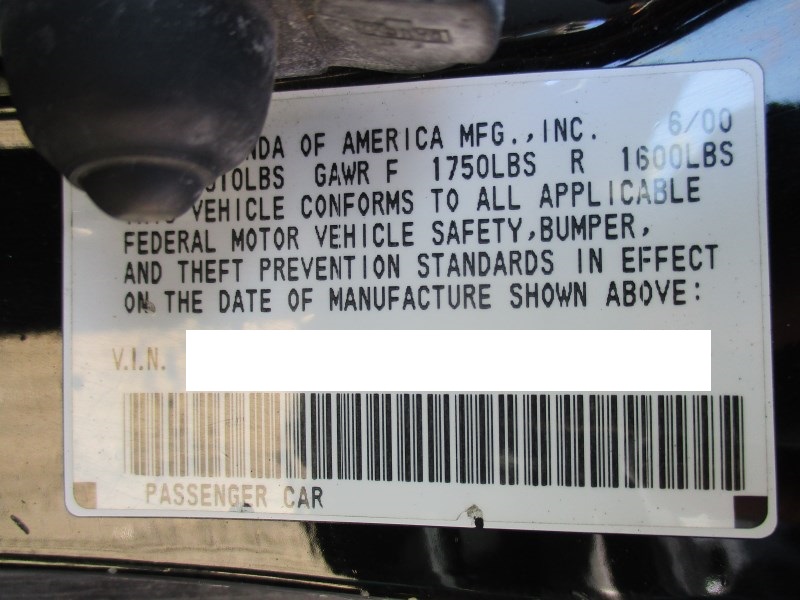 NDA OF AMERICA MFG.,INC. 6/00
10LBS GAWR F 1750LBS R 1600LBS
VEHICLE CONFORMS TO ALL APPLICABLE
FEDERAL MOTOR VEHICLE SAFETY,BUMPER,
AND THEFT PREVENTION STANDARDS IN EFFECT
ON THE DATE OF MANUFACTURE SHOWN ABOVE:
V.I.N.
PASSENGER CAR